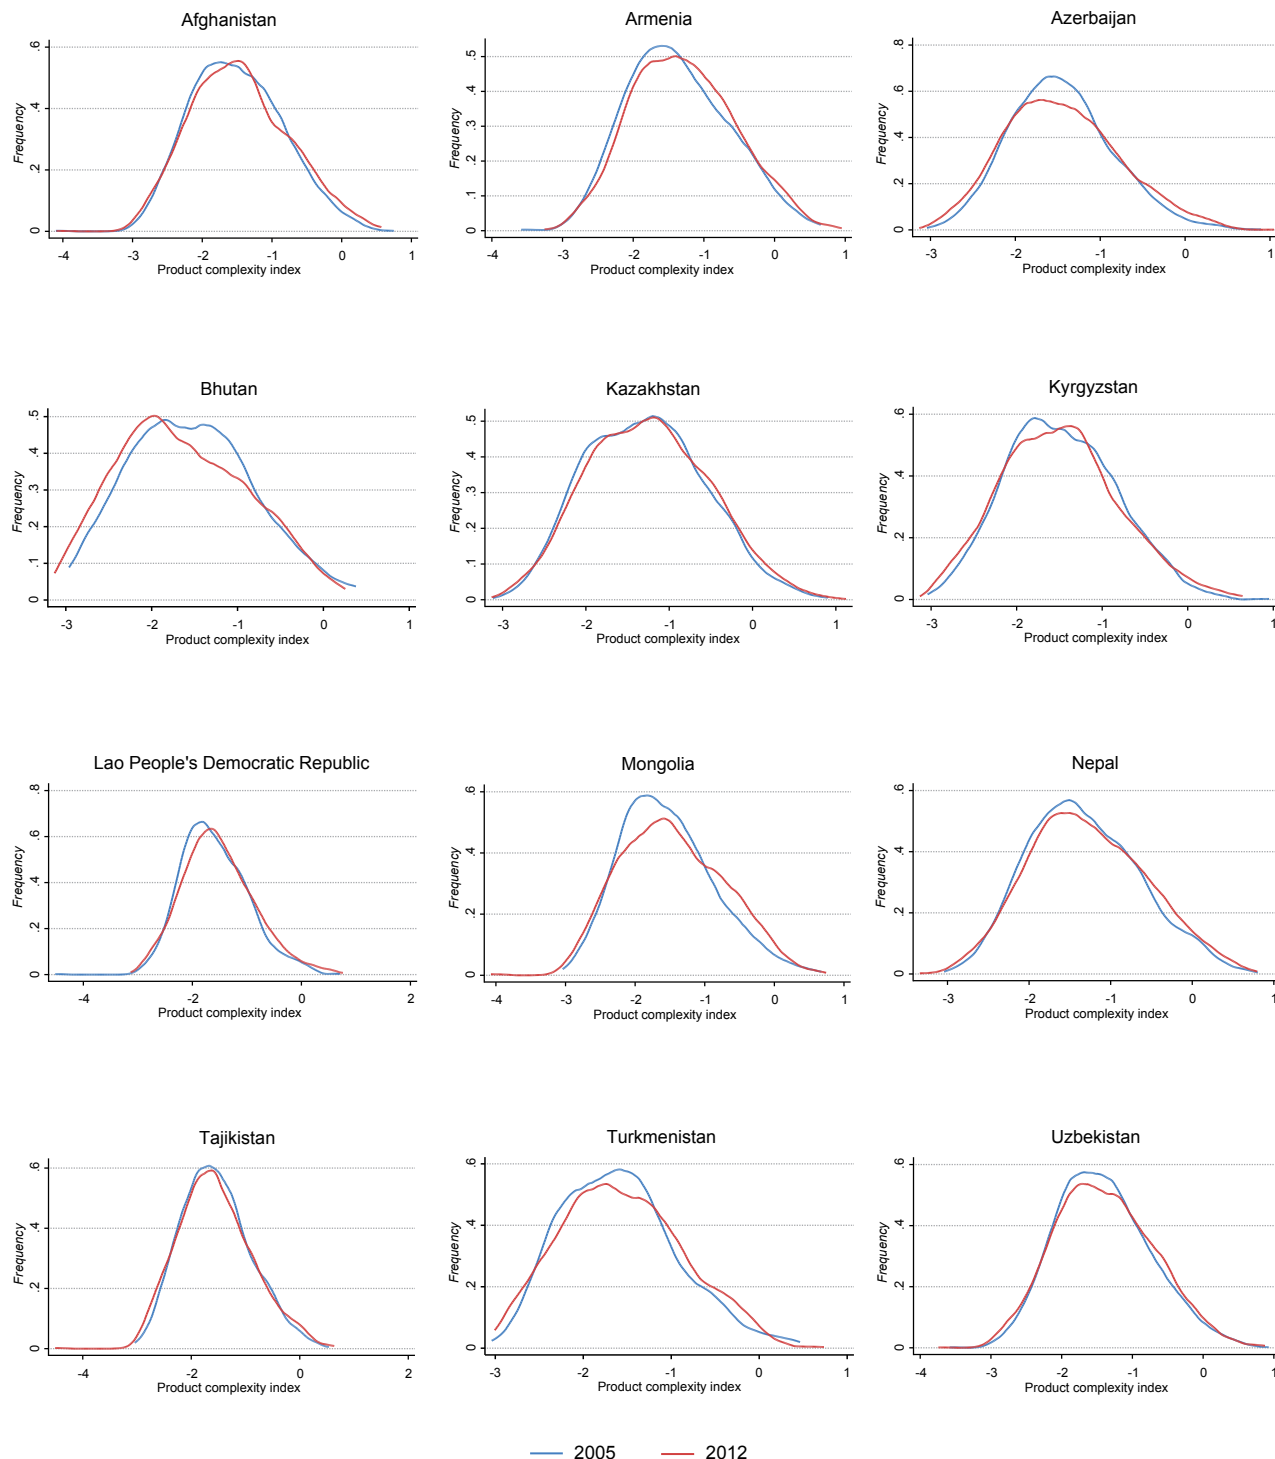 Afghanistan
Frequency
0 .2 .4 .6
-4 -3 -2 -1 0 1
Product complexity index
Armenia
Frequency
0 .1 .2 .3 .4 .5
-4 -3 -2 -1 0 1
Product complexity index
Azerbaijan
Frequency
0 .2 .4 .6 .8
-3 -2 -1 0 1
Product complexity index
Bhutan
Frequency
0 .1 .2 .3 .4 .5
-3 -2 -1 0 1
Product complexity index
Kazakhstan
Frequency
0 .1 .2 .3 .4 .5
-3 -2 -1 0 1
Product complexity index
Kyrgyzstan
Frequency
0 .2 .4 .6
-3 -2 -1 0 1
Product complexity index
Lao People's Democratic Republic
Frequency
0 .2 .4 .6 .8
-4 -2 0 2
Product complexity index
Mongolia
Frequency
0 .2 .4 .6
-4 -3 -2 -1 0 1
Product complexity index
Nepal
Frequency
0 .2 .4 .6
-3 -2 -1 0 1
Product complexity index
Tajikistan
Frequency
0 .2 .4 .6
-4 -2 0 2
Product complexity index
Turkmenistan
Frequency
0 .2 .4 .6
-3 -2 -1 0 1
Product complexity index
Uzbekistan
Frequency
0 .2 .4 .6
-4 -3 -2 -1 0 1
Product complexity index
2005 2012